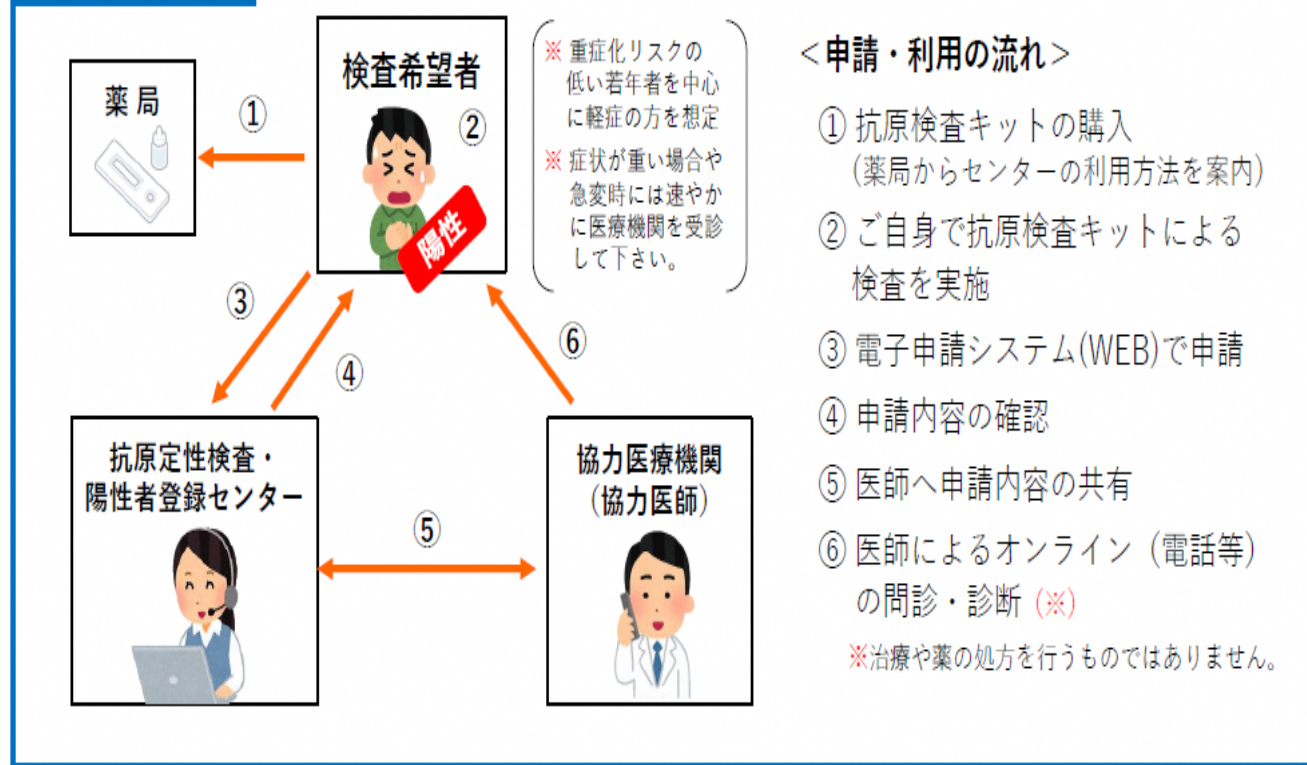 薬局
①
検査希望者
②
陽性
※ 重症化リスクの
低い若年者を中心
に軽症の方を想定
※ 症状が重い場合や
急変時には速やか
に医療機関を受診
して下さい。
③
④
⑥
抗原定性検査・
陽性者登録センター
⑤
協力医療機関
(協力医師)
＜申請・利用の流れ＞
① 抗原検査キットの購入
(薬局からセンターの利用方法を案内)
② ご自身で抗原検査キットによる
検査を実施
③ 電子申請システム(WEB)で申請
④ 申請内容の確認
⑤ 医師へ申請内容の共有
⑥ 医師によるオンライン（電話等）
の問診・診断 (※)
※治療や薬の処方を行うものではありません。